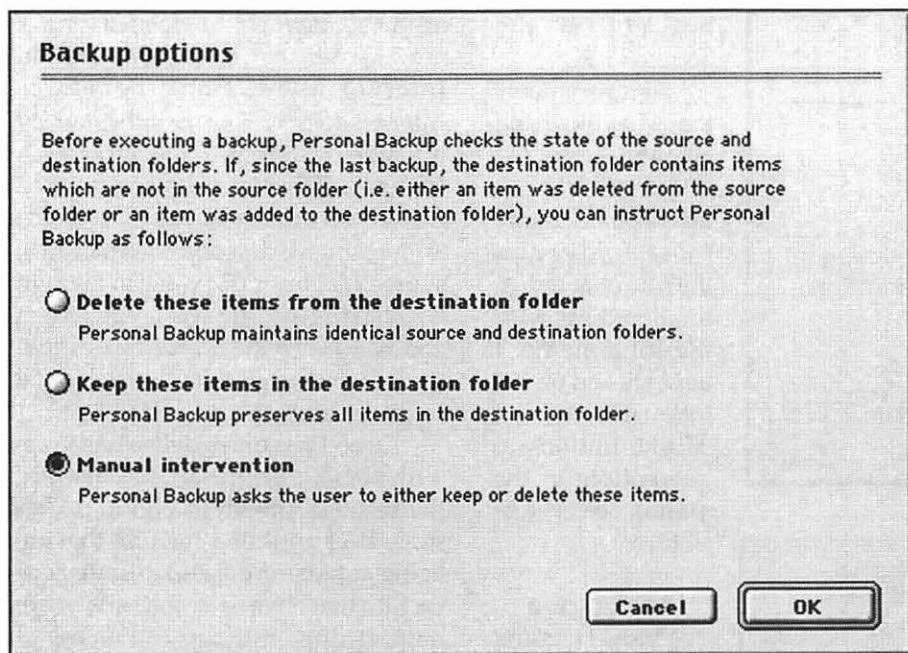 Backup options
Before executing a backup, Personal Backup checks the state of the source and
destination folders. If, since the last backup, the destination folder contains items
which are not in the source folder (i.e. either an item was deleted from the source
folder or an item was added to the destination folder), you can instruct Personal
Backup as follows:
Delete these items from the destination folder
Personal Backup maintains identical source and destination folders.
Keep these items in the destination folder
Personal Backup preserves all items in the destination folder.
Manual intervention
Personal Backup asks the user to either keep or delete these items.
Cancel
OK